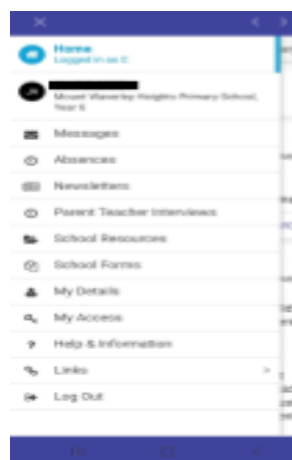 Home
Logged in as C
Mount Waverley Heights Primary School,
Year 6
Messages
Absences
Newsletters
Parent Teacher Interviews
School Resources
School Forms
My Details
My Access
Help & Information
Links
Log Out